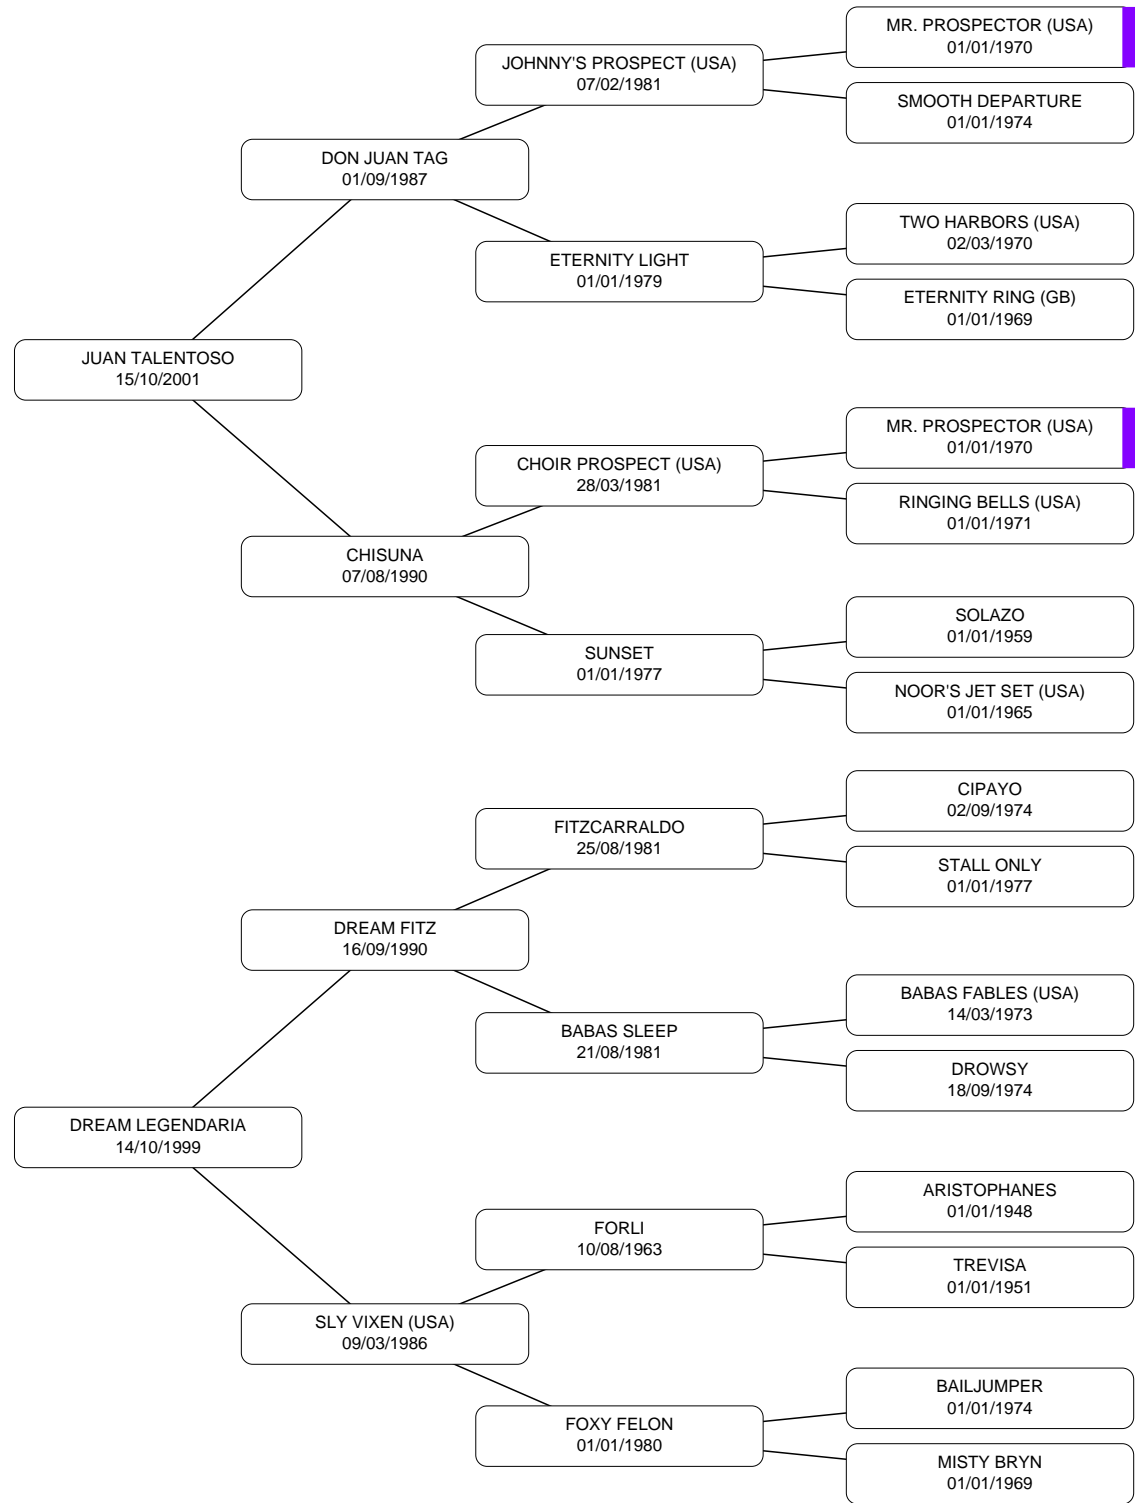 MR. PROSPECTOR (USA)
01/01/1970
JOHNNY'S PROSPECT (USA)
07/02/1981
SMOOTH DEPARTURE
01/01/1974
DON JUAN TAG
01/09/1987
TWO HARBORS (USA)
02/03/1970
ETERNITY LIGHT
01/01/1979
ETERNITY RING (GB)
01/01/1969
JUAN TALENTOSO
15/10/2001
MR. PROSPECTOR (USA)
01/01/1970
CHOIR PROSPECT (USA)
28/03/1981
RINGING BELLS (USA)
01/01/1971
CHISUNA
07/08/1990
SOLAZO
01/01/1959
SUNSET
01/01/1977
NOOR'S JET SET (USA)
01/01/1965
CIPAYO
02/09/1974
FITZCARRALDO
25/08/1981
STALL ONLY
01/01/1977
DREAM FITZ
16/09/1990
BABAS FABLES (USA)
14/03/1973
BABAS SLEEP
21/08/1981
DROWSY
18/09/1974
DREAM LEGENDARIA
14/10/1999
ARISTOPHANES
01/01/1948
FORLI
10/08/1963
TREVISA
01/01/1951
SLY VIXEN (USA)
09/03/1986
BAILJUMPER
01/01/1974
FOXY FELON
01/01/1980
MISTY BRYN
01/01/1969